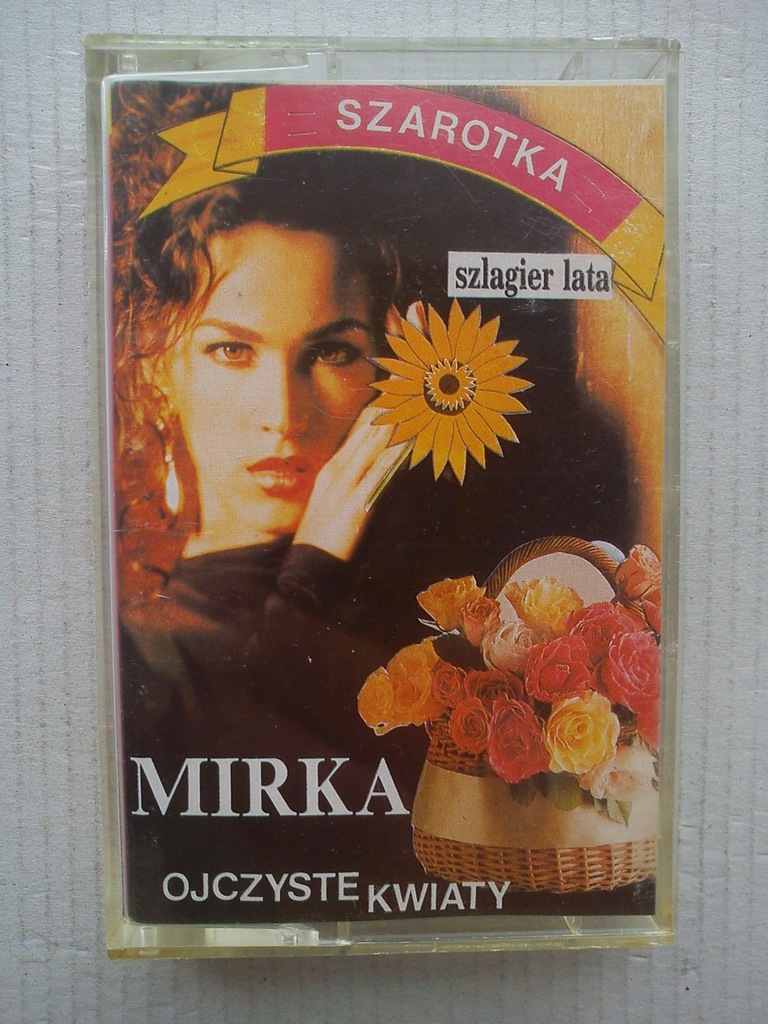 SZAROTKA
szlagier lata
MIRKA
OJCZYSTE KWIATY